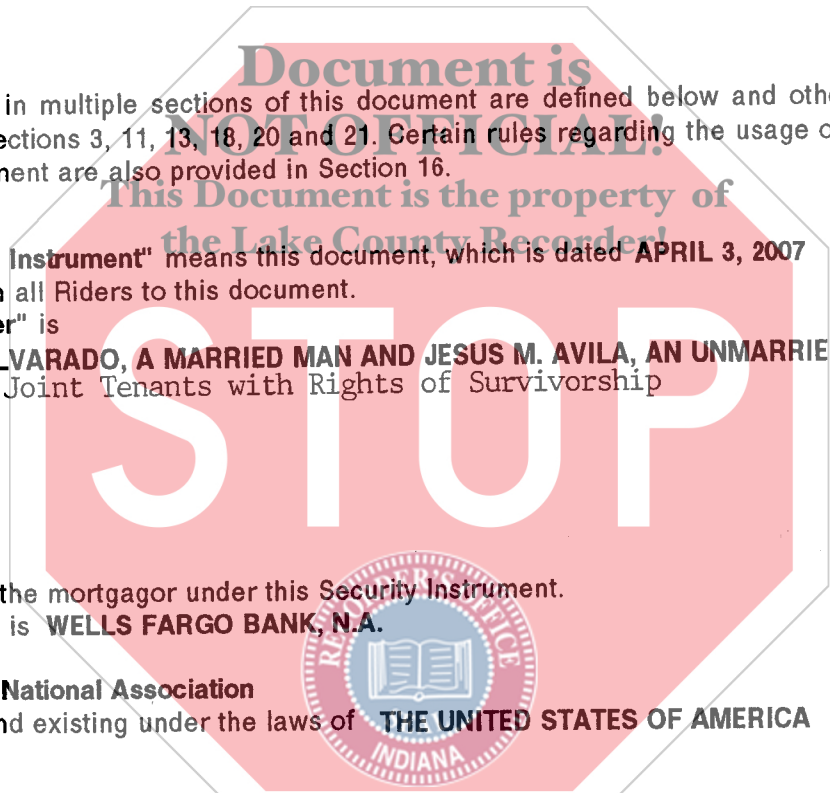 Document is
in multiple sections of this document are defined below and othe
ections 3, 11, 13, 18, 20 and 21. Certain rules regarding the usage o
NOT OFFICIAL!
ment are also provided in Section 16.
This Document is the property of
the Lake County Recorder!
Instrument" means this document, which is dated APRIL 3, 2007
all Riders to this document.
er" is
LVARADO, A MARRIED MAN AND JESUS M. AVILA, AN UNMARRIE
Joint Tenants with Rights of Survivorship
STOP
the mortgagor under this Security Instrument.
is WELLS FARGO BANK, N.A.
RECORDER'S OFFICE
National Association
nd existing under the laws of THE UNITED STATES OF AMERICA
INDIANA